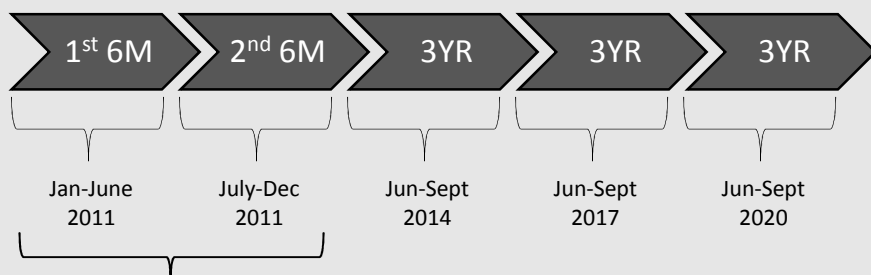 1st 6M
2nd 6M
3YR
3YR
3YR
Jan-June
2011
July-Dec
2011
Jun-Sept
2014
Jun-Sept
2017
Jun-Sept
2020